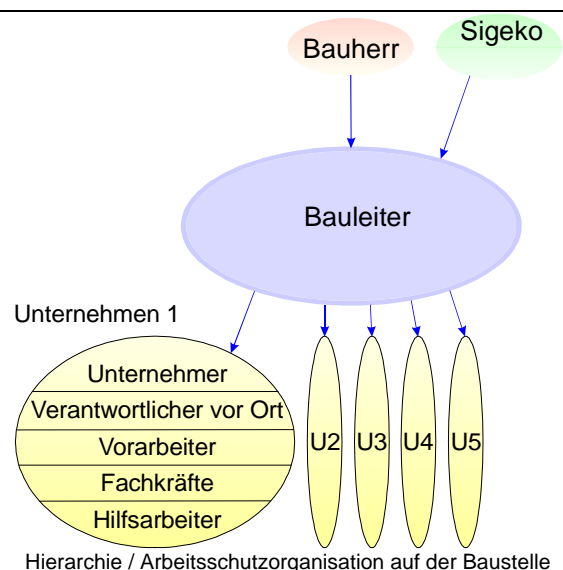 Sigeko
Bauherr
Bauleiter
Unternehmen 1
Unternehmer
Verantwortlicher vor Ort
Vorarbeiter
Fachkräfte
Hilfsarbeiter
U2 U3 U4 U5
Hierarchie / Arbeitsschutzorganisation auf der Baustelle